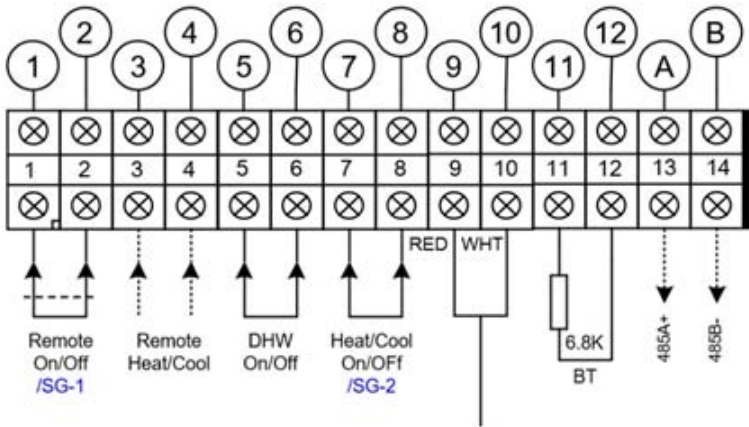 2 4 6 8 10 12 B
1 3 5 7 9 11 A
1 2 3 4 5 6 7 8 9 10 11 12 13 14
RED WHT
Remote
On/Off
/SG-1
Remote
Heat/Cool
DHW
On/Off
Heat/Cool
On/OFf
/SG-2
6.8K
BT
485A+
485B-